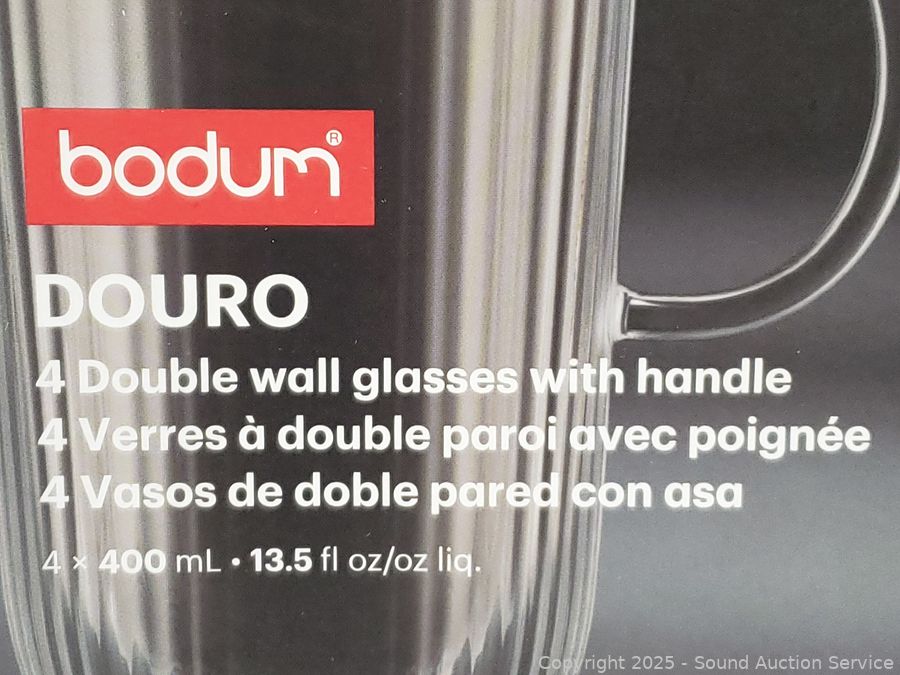 bodum®
DOURO
4 Double wall glasses with handle
4 Verres à double paroi avec poignée
4 Vasos de doble pared con asa
4 × 400 mL • 13.5 fl oz/oz liq.
Copyright 2025 - Sound Auction Service